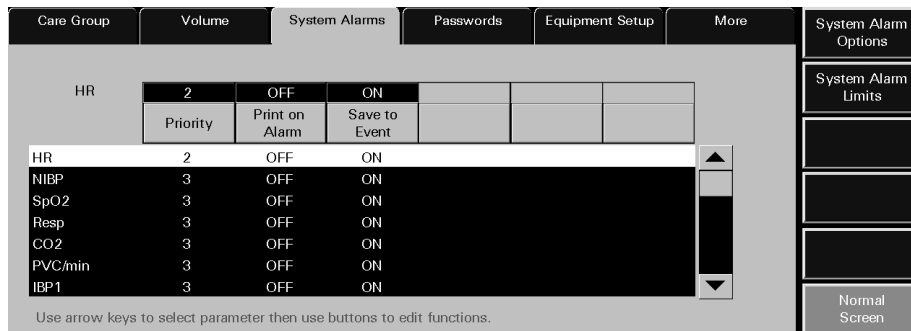 Care Group Volume System Alarms Passwords Equipment Setup More
System Alarm
Options
System Alarm
Limits
HR 2 OFF ON
Priority Print on Alarm Save to Event
HR 2 OFF ON
NIBP 3 OFF ON
SpO2 3 OFF ON
Resp 3 OFF ON
CO2 3 OFF ON
PVC/min 3 OFF ON
IBP1 3 OFF ON
Use arrow keys to select parameter then use buttons to edit functions.
Normal
Screen